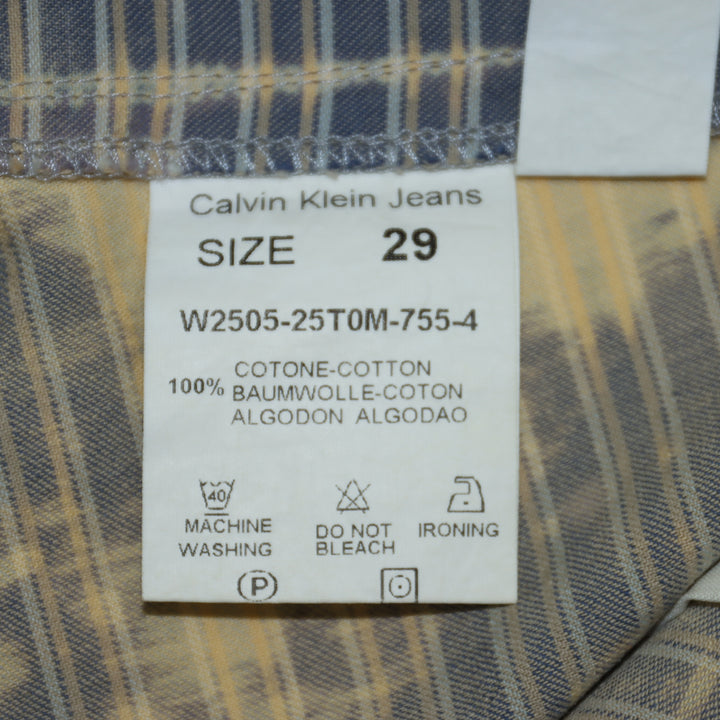 Calvin Klein Jeans
SIZE 29
W2505-25T0M-755-4
COTONE-COTTON
100% BAUMWOLLE-COTON
ALGODON ALGODAO
40
MACHINE WASHING
DO NOT BLEACH
IRONING
P